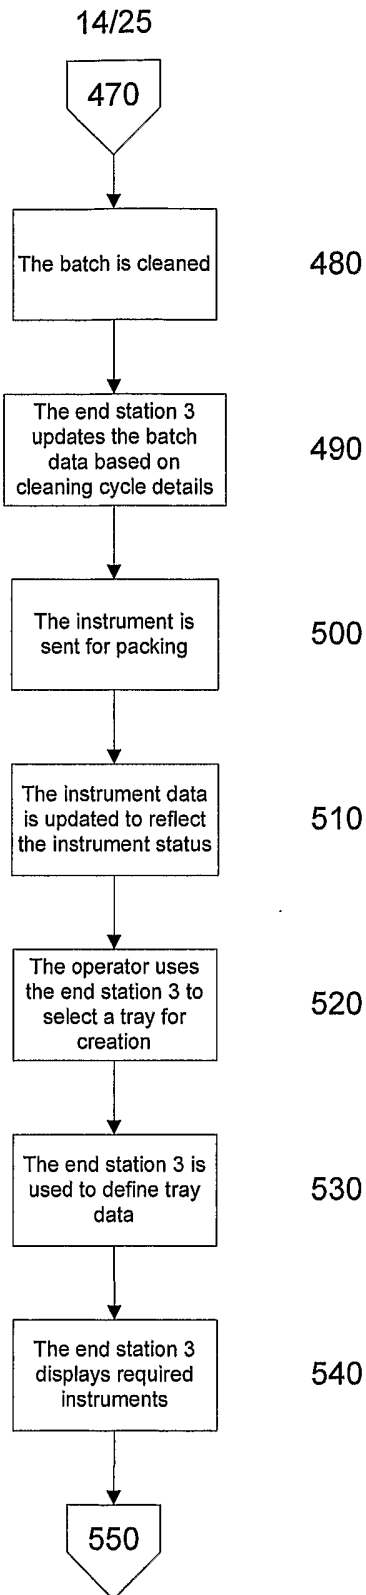 14/25
470
The batch is cleaned
480
The end station 3
updates the batch
data based on
cleaning cycle details
490
The instrument is
sent for packing
500
The instrument data
is updated to reflect
the instrument status
510
The operator uses
the end station 3 to
select a tray for
creation
520
The end station 3 is
used to define tray
data
530
The end station 3
displays required
instruments
540
550